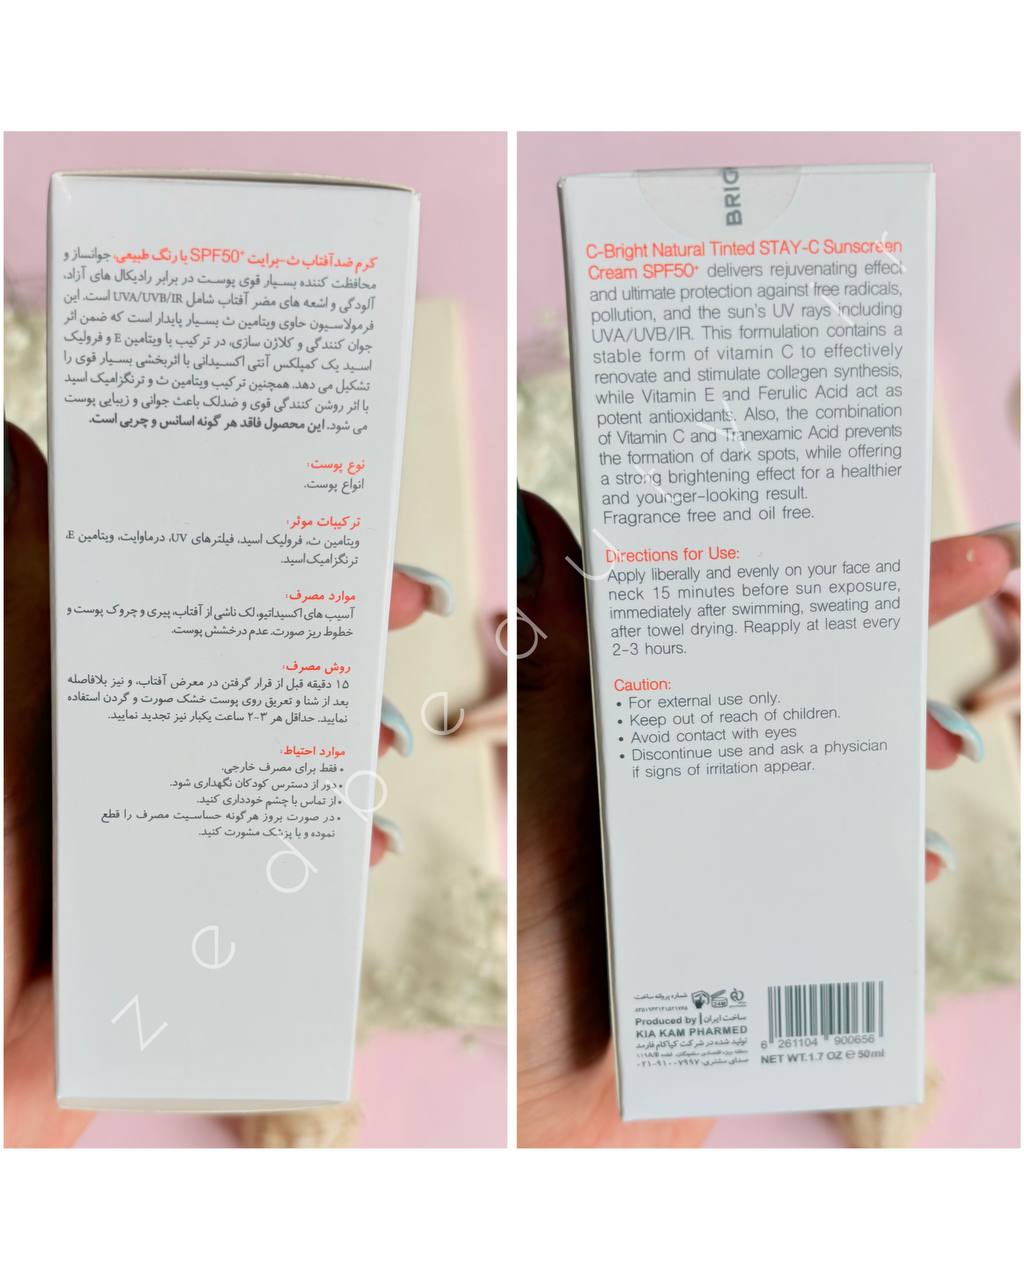 کرم ضدآفتاب ث-برایت +SPF50 با رنگ طبیعی، جوانساز و
محافظت کننده بسیار قوی پوست در برابر رادیکال های آزاد،
آلودگی و اشعه های مضر آفتاب شامل UVA/UVB/IR است. این
فرمولاسیون حاوی ویتامین ث بسیار پایدار است که ضمن اثر
جوان کنندگی و کلاژن سازی، در ترکیب با ویتامین E و فرولیک
اسید یک کمپلکس آنتی اکسیدانی با اثربخشی بسیار قوی را
تشکیل می دهد. همچنین ترکیب ویتامین ث و ترنگزامیک اسید
با اثر روشن کنندگی قوی و ضدلک باعث جوانی و زیبایی پوست
می شود. این محصول فاقد هر گونه اسانس و چربی است.
نوع پوست:
انواع پوست.
ترکیبات موثر:
ویتامین ث، فرولیک اسید، فیلترهای UV، درماوایت، ویتامین E،
ترنگزامیک اسید.
موارد مصرف:
آسیب های اکسیداتیو، لک ناشی از آفتاب، پیری و چروک پوست و
خطوط ریز صورت، عدم درخشش پوست.
روش مصرف:
۱۵ دقیقه قبل از قرار گرفتن در معرض آفتاب، و نیز بلافاصله
بعد از شنا و تعریق روی پوست خشک صورت و گردن استفاده
نمایید. حداقل هر ۳-۲ ساعت یکبار نیز تجدید نمایید.
موارد احتیاط:
• فقط برای مصرف خارجی.
• دور از دسترس کودکان نگهداری شود.
• از تماس با چشم خودداری کنید.
• در صورت بروز هرگونه حساسیت مصرف را قطع
نموده و با پزشک مشورت کنید.
BRIG
C-Bright Natural Tinted STAY-C Sunscreen
Cream SPF50+ delivers rejuvenating effect
and ultimate protection against free radicals,
pollution, and the sun's UV rays including
UVA/UVB/IR. This formulation contains a
stable form of vitamin C to effectively
renovate and stimulate collegen synthesis,
while Vitamin E and Ferulic Acid act as
potent antioxidants. Also, the combination
of Vitamin C and Tranexamic Acid prevents
the formation of dark spots, while offering
a strong brightening effect for a healthier
and younger-looking result.
Fragrance free and oil free.
Directions for Use:
Apply liberally and evenly on your face and
neck 15 minutes before sun exposure,
immediately after swimming, sweating and
after towel drying. Reapply at least every
2-3 hours.
Caution:
• For external use only.
• Keep out of reach of children.
• Avoid contact with eyes
• Discontinue use and ask a physician
if signs of irritation appear.
شماره پروانه ساخت
24M
ساخت ایران
Produced by
KIA KAM PHARMED
تولید شده در شرکت کیاکام فارمد
صدای مشتری: ۰۲۱-۹۱۰۰۷۹۹۷
6 261104 900656
NET WT. 1.7 OZ ℮ 50ml
zeabbeauty